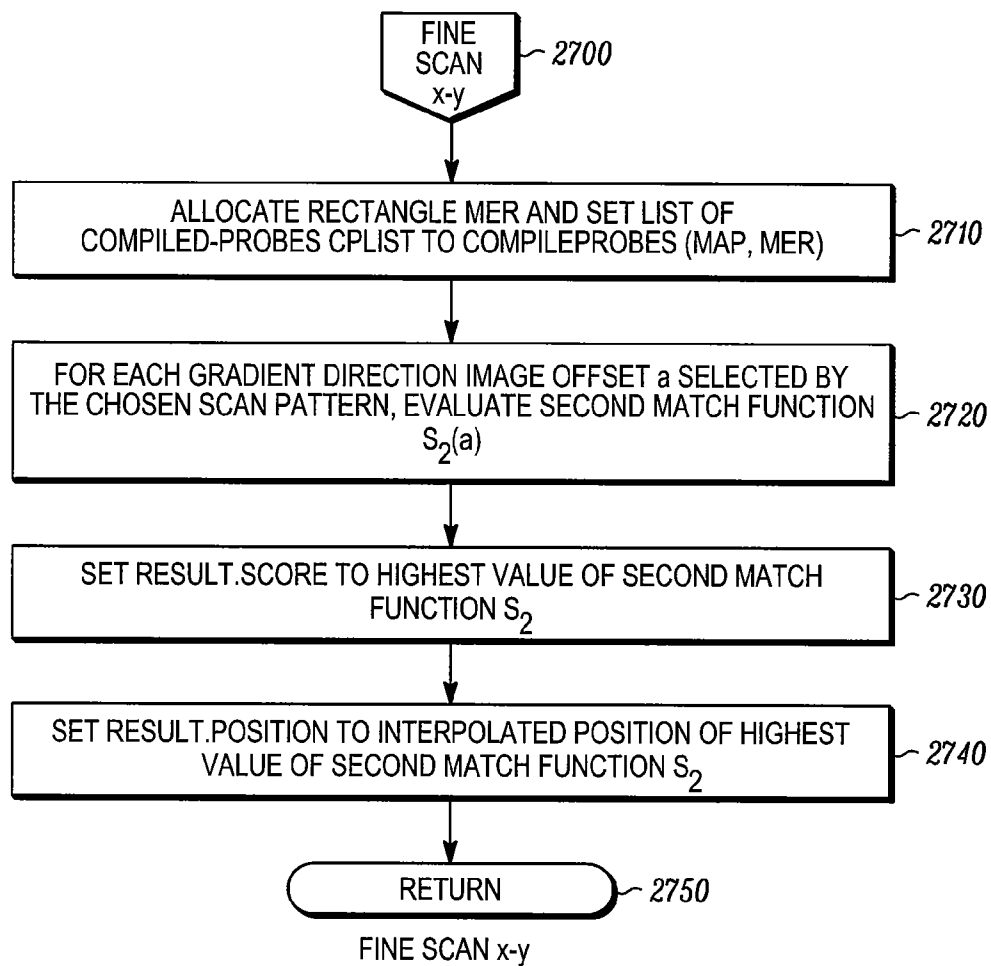 FINE
SCAN
x-y
2700
ALLOCATE RECTANGLE MER AND SET LIST OF
COMPILED-PROBES CPLIST TO COMPILEPROBES (MAP, MER)
2710
FOR EACH GRADIENT DIRECTION IMAGE OFFSET a SELECTED BY
THE CHOSEN SCAN PATTERN, EVALUATE SECOND MATCH FUNCTION
S2(a)
2720
SET RESULT.SCORE TO HIGHEST VALUE OF SECOND MATCH
FUNCTION S2
2730
SET RESULT.POSITION TO INTERPOLATED POSITION OF HIGHEST
VALUE OF SECOND MATCH FUNCTION S2
2740
RETURN
2750
FINE SCAN x-y